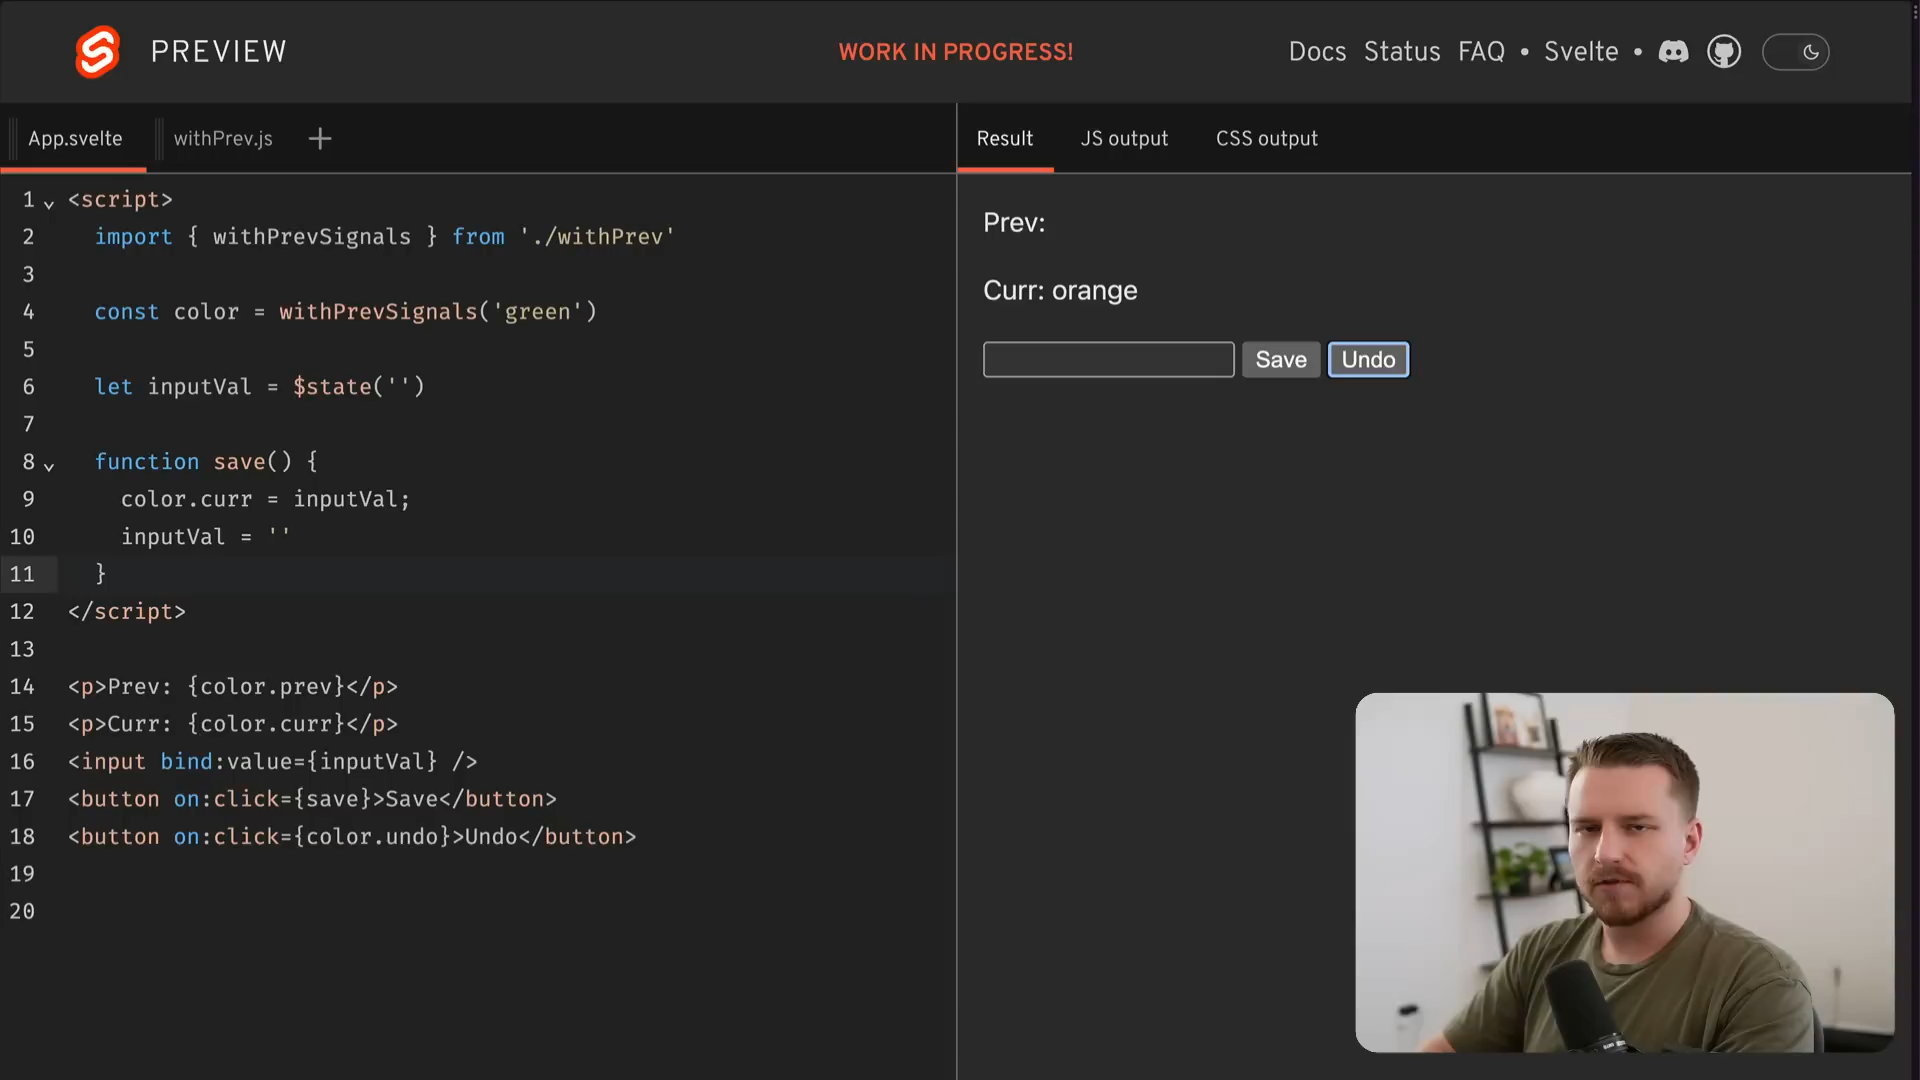 PREVIEW
WORK IN PROGRESS!
Docs Status FAQ • Svelte •
App.svelte
withPrev.js
+
1 <script>
2 import { withPrevSignals } from './withPrev'
3
4 const color = withPrevSignals('green')
5
6 let inputVal = $state('')
7
8 function save() {
9 color.curr = inputVal;
10 inputVal = ''
11 }
12 </script>
13
14 <p>Prev: {color.prev}</p>
15 <p>Curr: {color.curr}</p>
16 <input bind:value={inputVal} />
17 <button on:click={save}>Save</button>
18 <button on:click={color.undo}>Undo</button>
19
20
Result
JS output
CSS output
Prev:
Curr: orange
Save
Undo